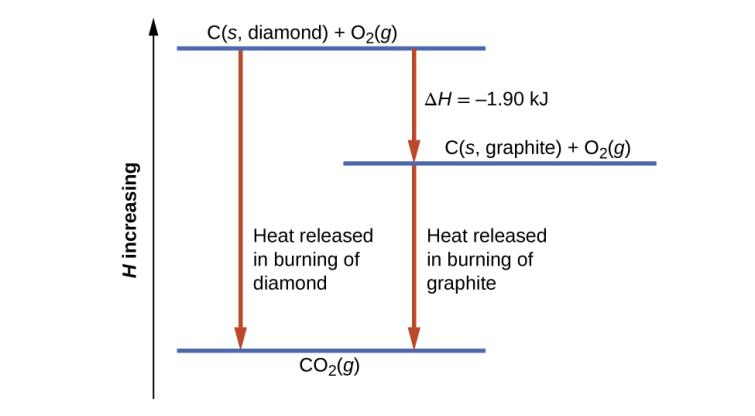 C(s, diamond) + O₂(g)
ΔH = –1.90 kJ
C(s, graphite) + O₂(g)
H increasing
Heat released
in burning of
diamond
Heat released
in burning of
graphite
CO₂(g)